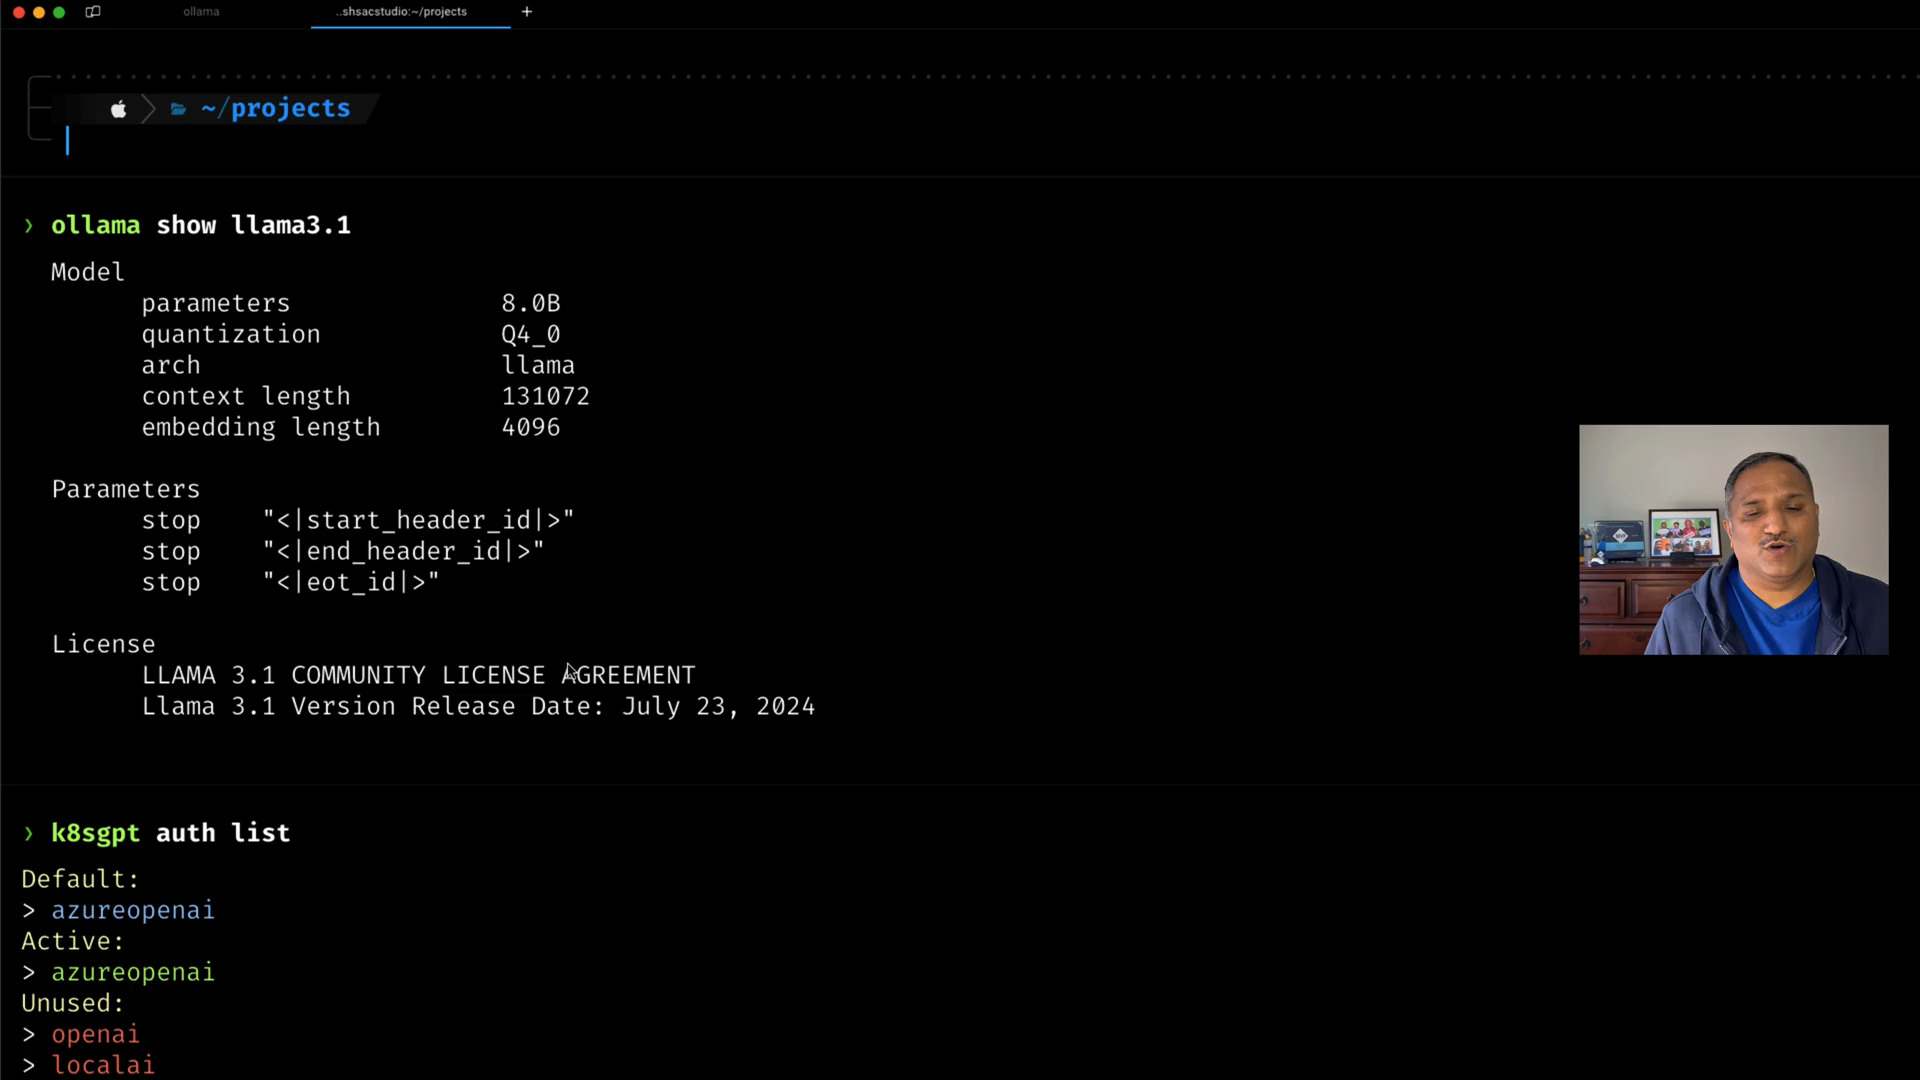 ollama
..shsacstudio:~/projects
+
~/projects
❯ ollama show llama3.1
Model
parameters 8.0B
quantization Q4_0
arch llama
context length 131072
embedding length 4096
Parameters
stop "<|start_header_id|>"
stop "<|end_header_id|>"
stop "<|eot_id|>"
License
LLAMA 3.1 COMMUNITY LICENSE AGREEMENT
Llama 3.1 Version Release Date: July 23, 2024
❯ k8sgpt auth list
Default:
> azureopenai
Active:
> azureopenai
Unused:
> openai
> localai
MVP